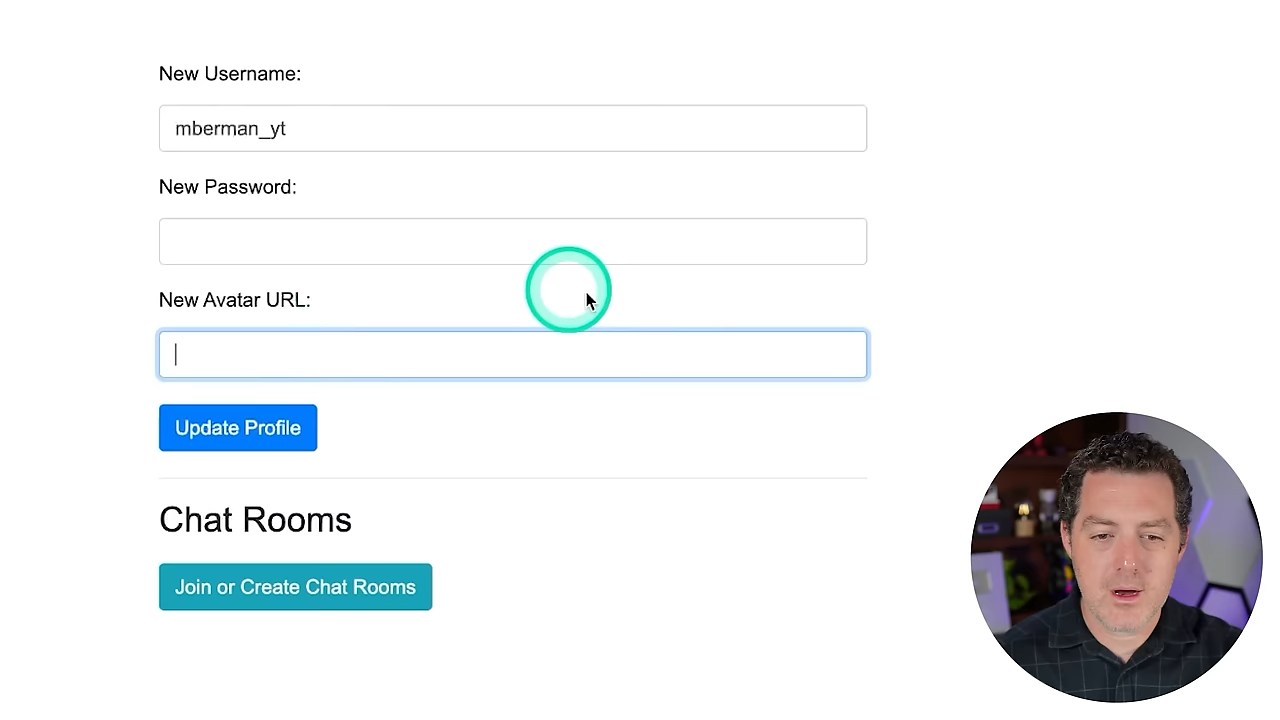 New Username:
mberman_yt
New Password:
New Avatar URL:
Update Profile
Chat Rooms
Join or Create Chat Rooms